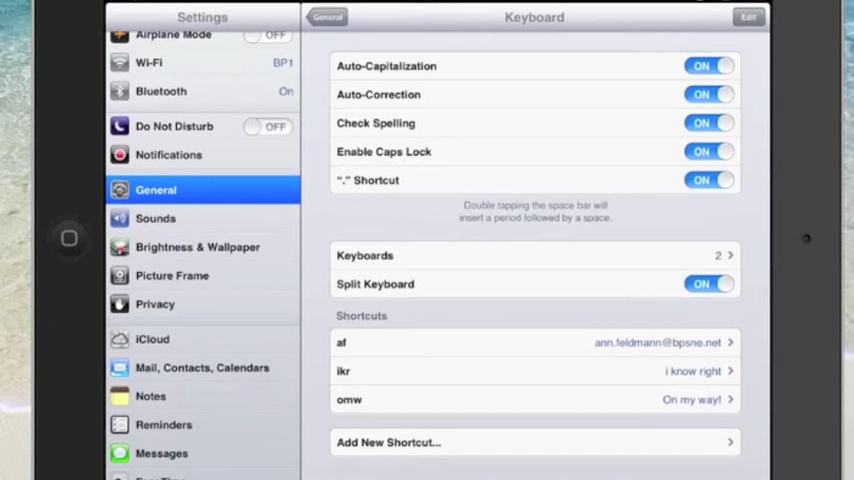 Settings
General
Keyboard
Edit
Airplane Mode OFF
Wi-Fi BP1
Bluetooth On
Do Not Disturb OFF
Notifications
General
Sounds
Brightness & Wallpaper
Picture Frame
Privacy
iCloud
Mail, Contacts, Calendars
Notes
Reminders
Messages
FaceTime
Auto-Capitalization ON
Auto-Correction ON
Check Spelling ON
Enable Caps Lock ON
“.” Shortcut ON
Double tapping the space bar will
insert a period followed by a space.
Keyboards 2
Split Keyboard ON
Shortcuts
af ann.feldmann@bpsne.net
ikr i know right
omw On my way!
Add New Shortcut...